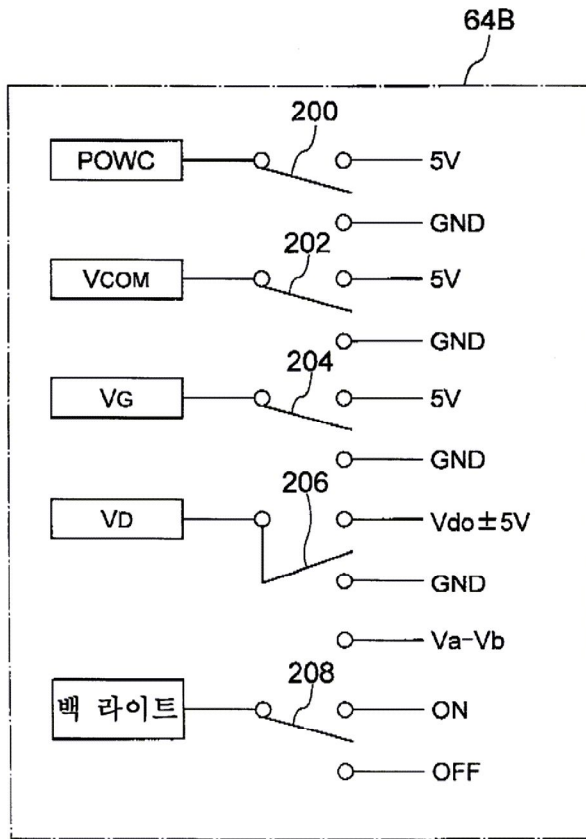 64B
200
POWC 5V
GND
202
VCOM 5V
GND
204
VG 5V
GND
206
VD Vdo±5V
GND
Va-Vb
208
백 라이트 ON
OFF